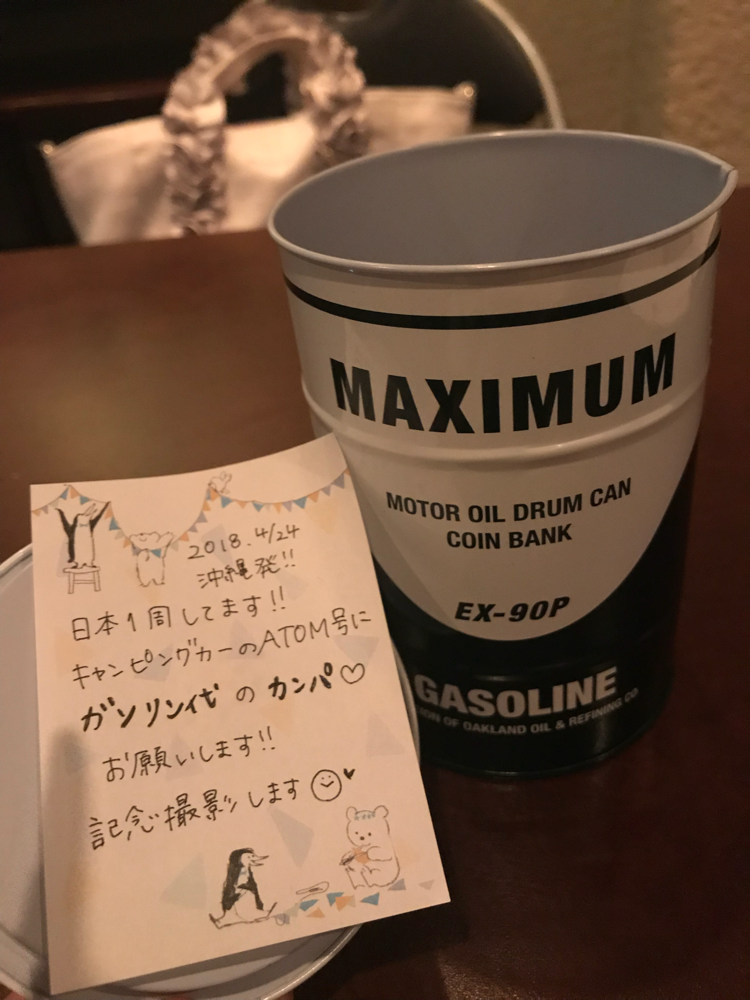 MAXIMUM
MOTOR OIL DRUM CAN
COIN BANK
EX-90P
GASOLINE
ION OF OAKLAND OIL & REFINING CO
2018.4/24
沖縄発!!
日本1周してます!!
キャンピングカーのATOM号に
ガソリン代のカンパ♡
お願いします!!
記念撮影します